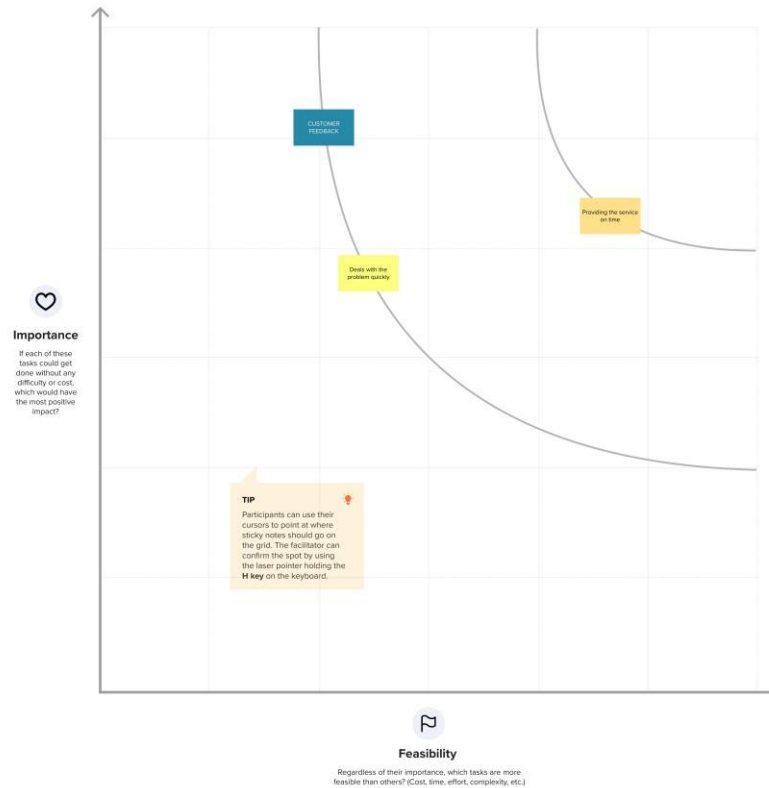 CUSTOMER
FEEDBACK
Providing the service
on time
Deals with the
problem quickly
Importance
If each of these
tasks could get
done without any
difficulty or cost,
which would have
the most positive
impact?
TIP
Participants can use their
cursors to point at where
sticky notes should go on
the grid. The facilitator can
confirm the spot by using
the laser pointer holding the
H key on the keyboard.
Feasibility
Regardless of their importance, which tasks are more
feasible than others? (Cost, time, effort, complexity, etc.)